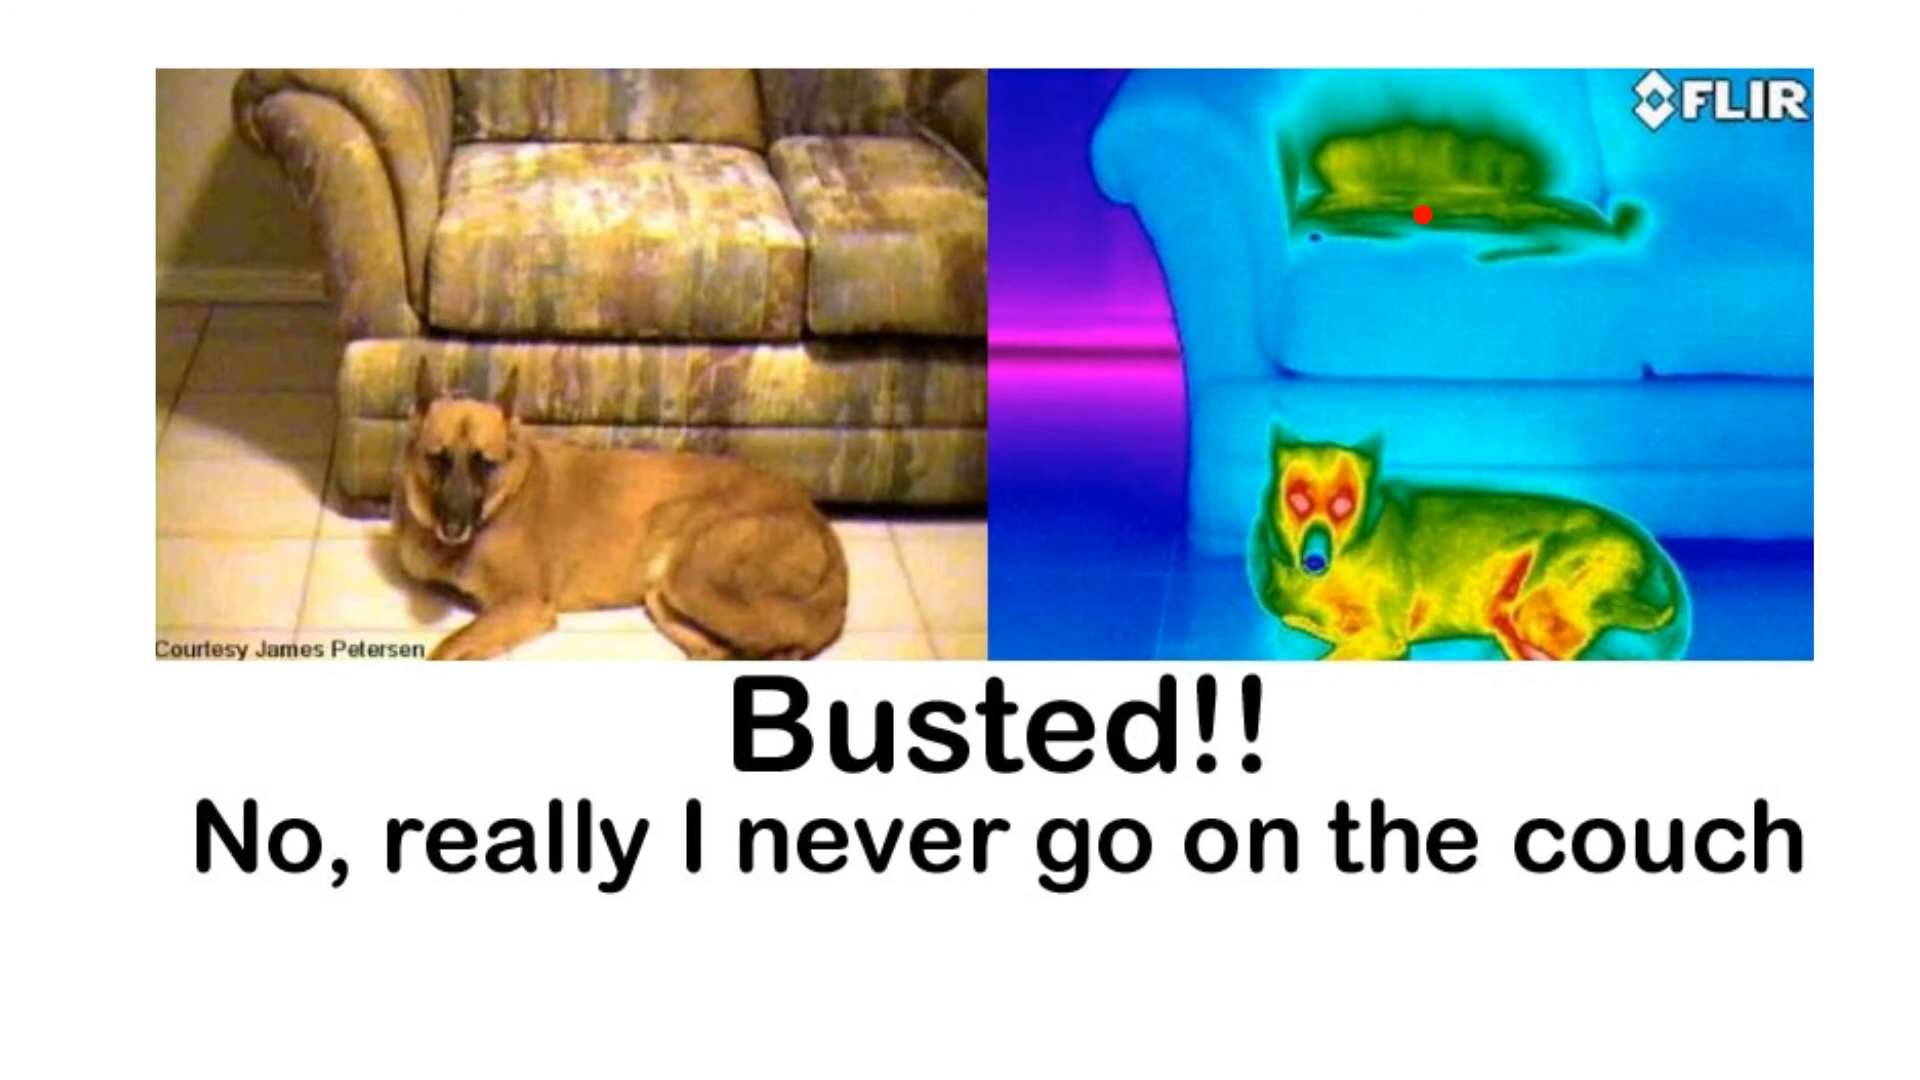 FLIR
Courtesy James Petersen
Busted!!
No, really I never go on the couch